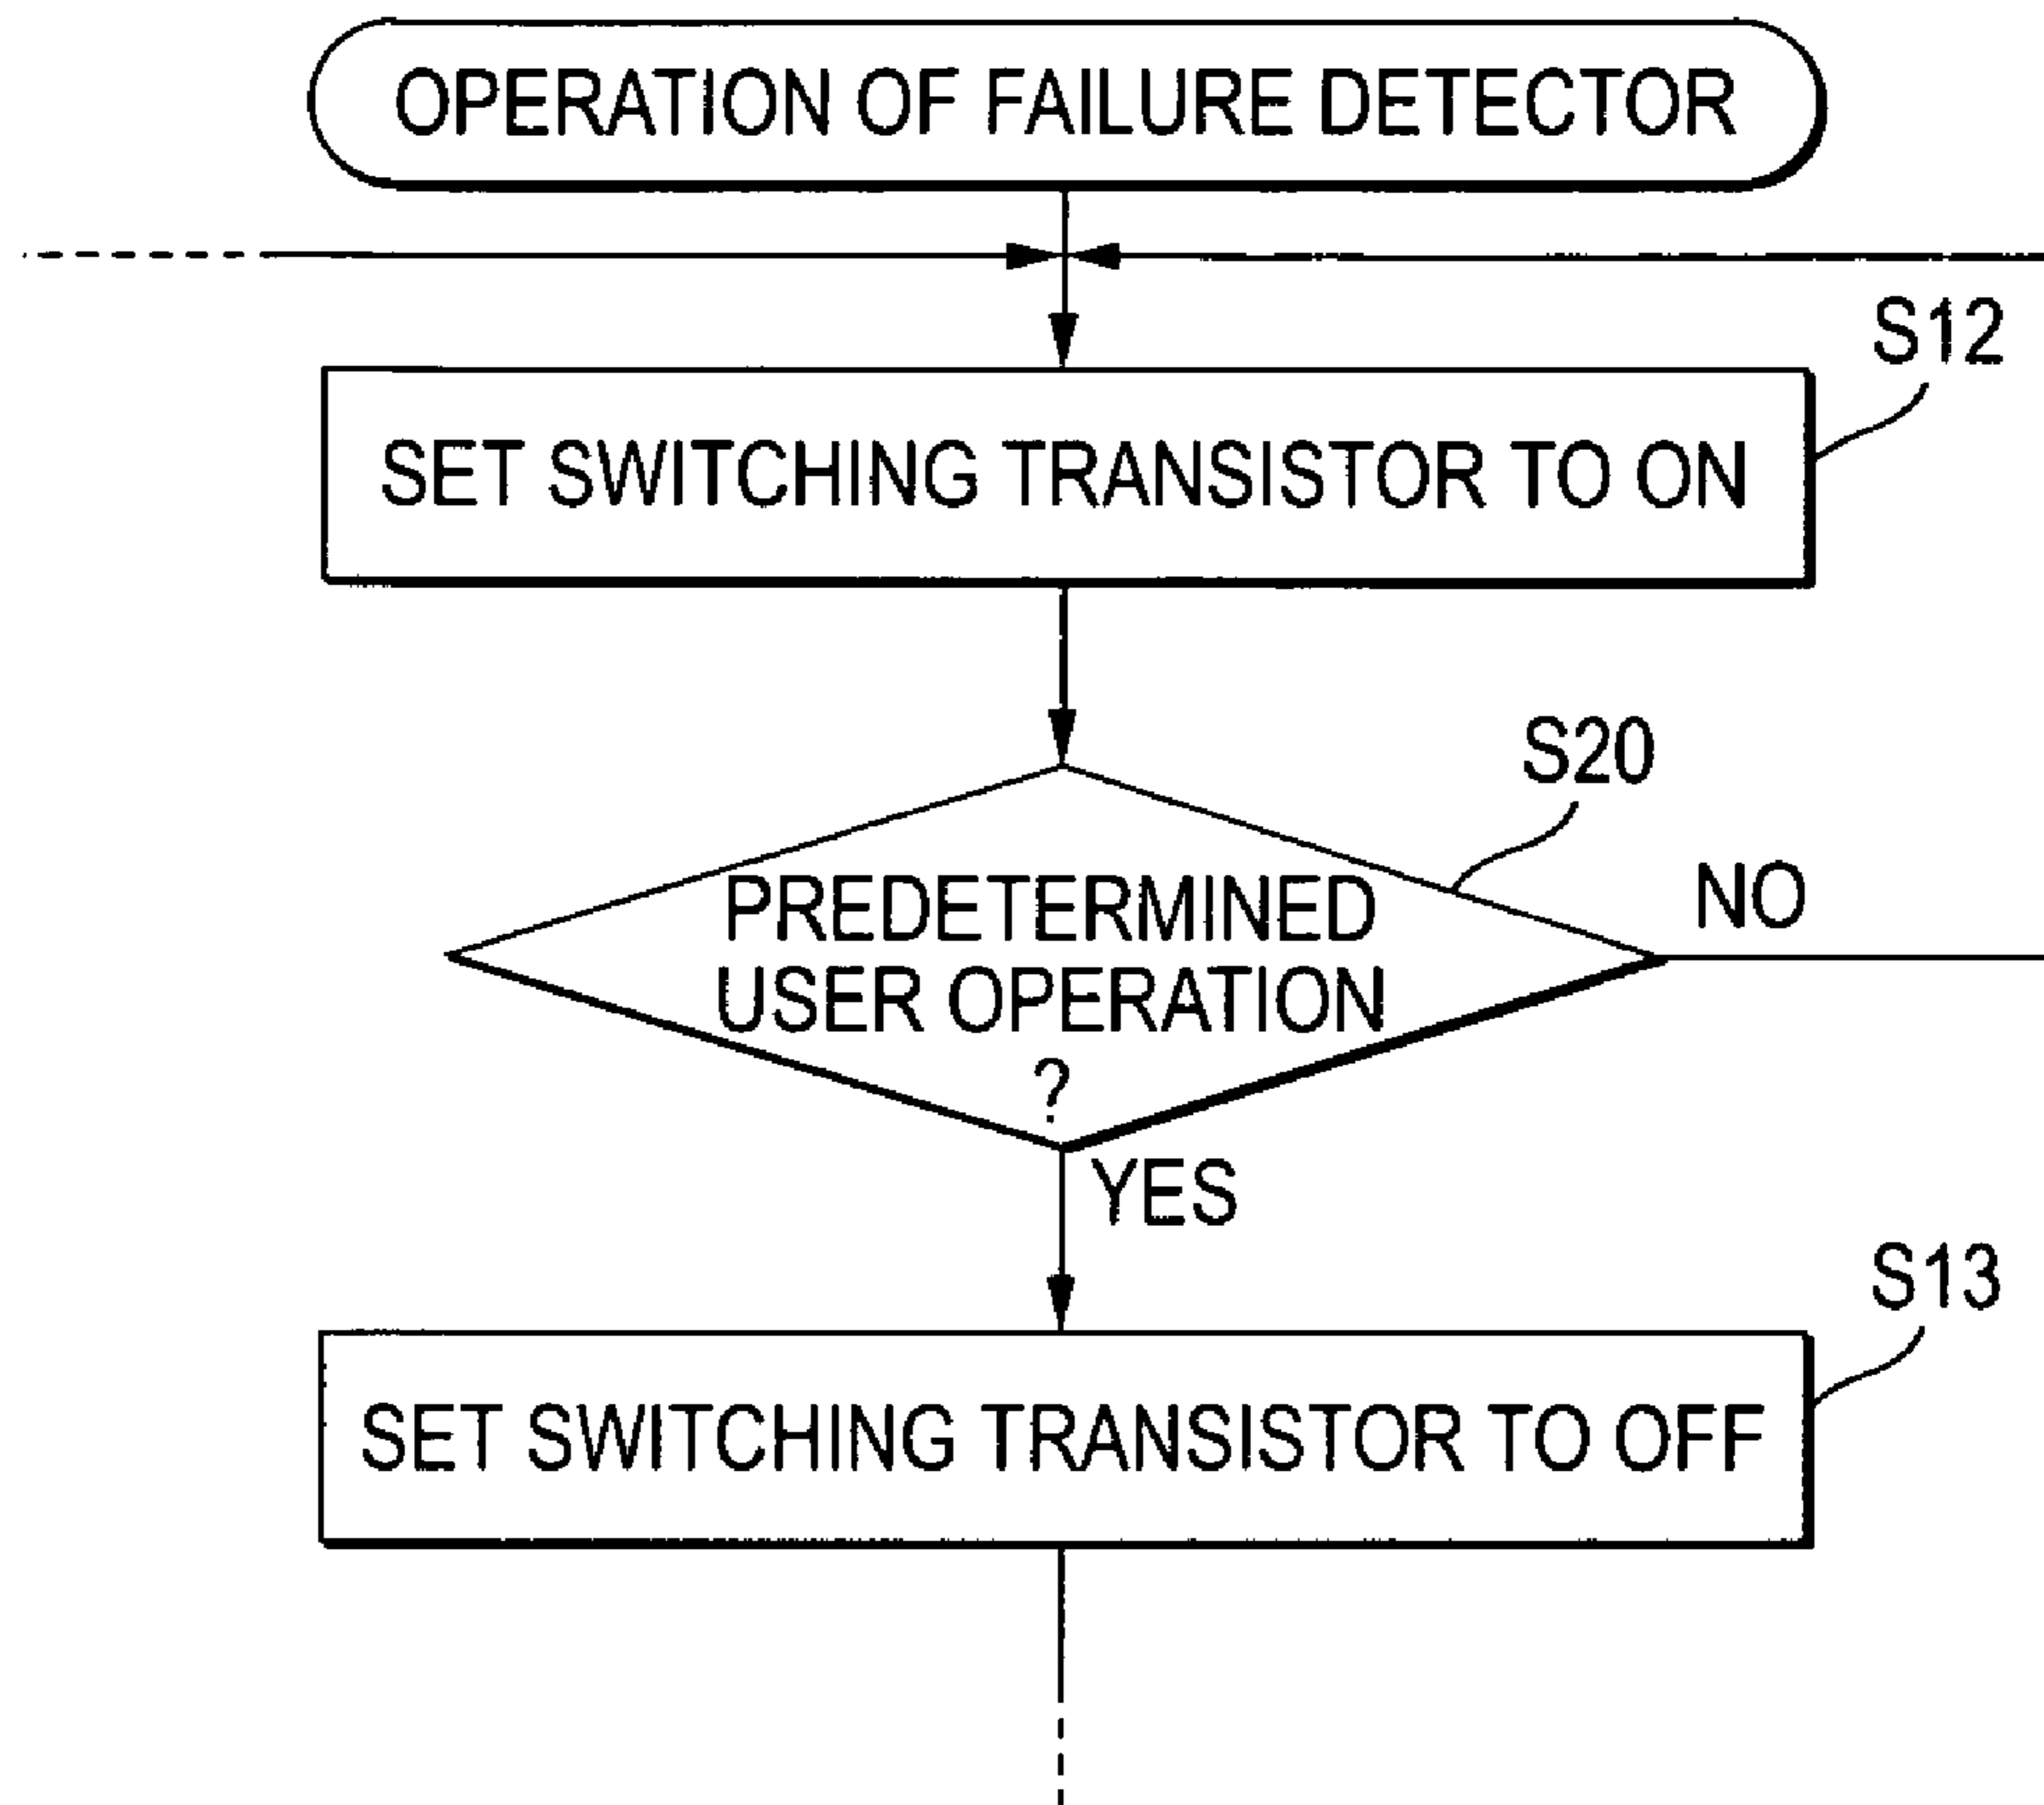 OPERATION OF FAILURE DETECTOR
S12
SET SWITCHING TRANSISTOR TO ON
S20
PREDETERMINED
USER OPERATION
?
NO
YES
S13
SET SWITCHING TRANSISTOR TO OFF